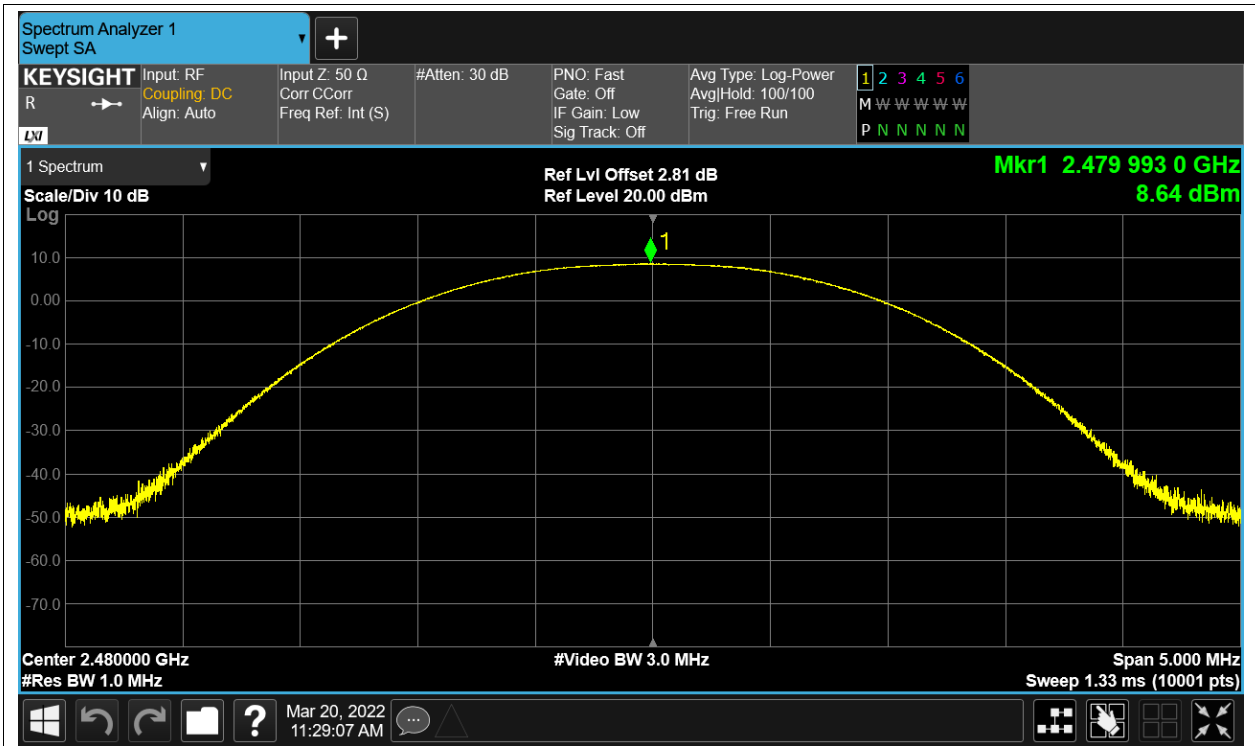 Spectrum Analyzer 1
Swept SA
KEYSIGHT
R
LXI
Input: RF
Coupling: DC
Align: Auto
Input Z: 50 Ω
Corr CCorr
Freq Ref: Int (S)
#Atten: 30 dB
PNO: Fast
Gate: Off
IF Gain: Low
Sig Track: Off
Avg Type: Log-Power
Avg|Hold: 100/100
Trig: Free Run
1 2 3 4 5 6
M W W W W W W
P N N N N N N
1 Spectrum
Scale/Div 10 dB
Log
Ref Lvl Offset 2.81 dB
Ref Level 20.00 dBm
Mkr1 2.479 993 0 GHz
8.64 dBm
1
10.0
0.00
-10.0
-20.0
-30.0
-40.0
-50.0
-60.0
-70.0
Center 2.480000 GHz
#Res BW 1.0 MHz
#Video BW 3.0 MHz
Span 5.000 MHz
Sweep 1.33 ms (10001 pts)
?
Mar 20, 2022
11:29:07 AM